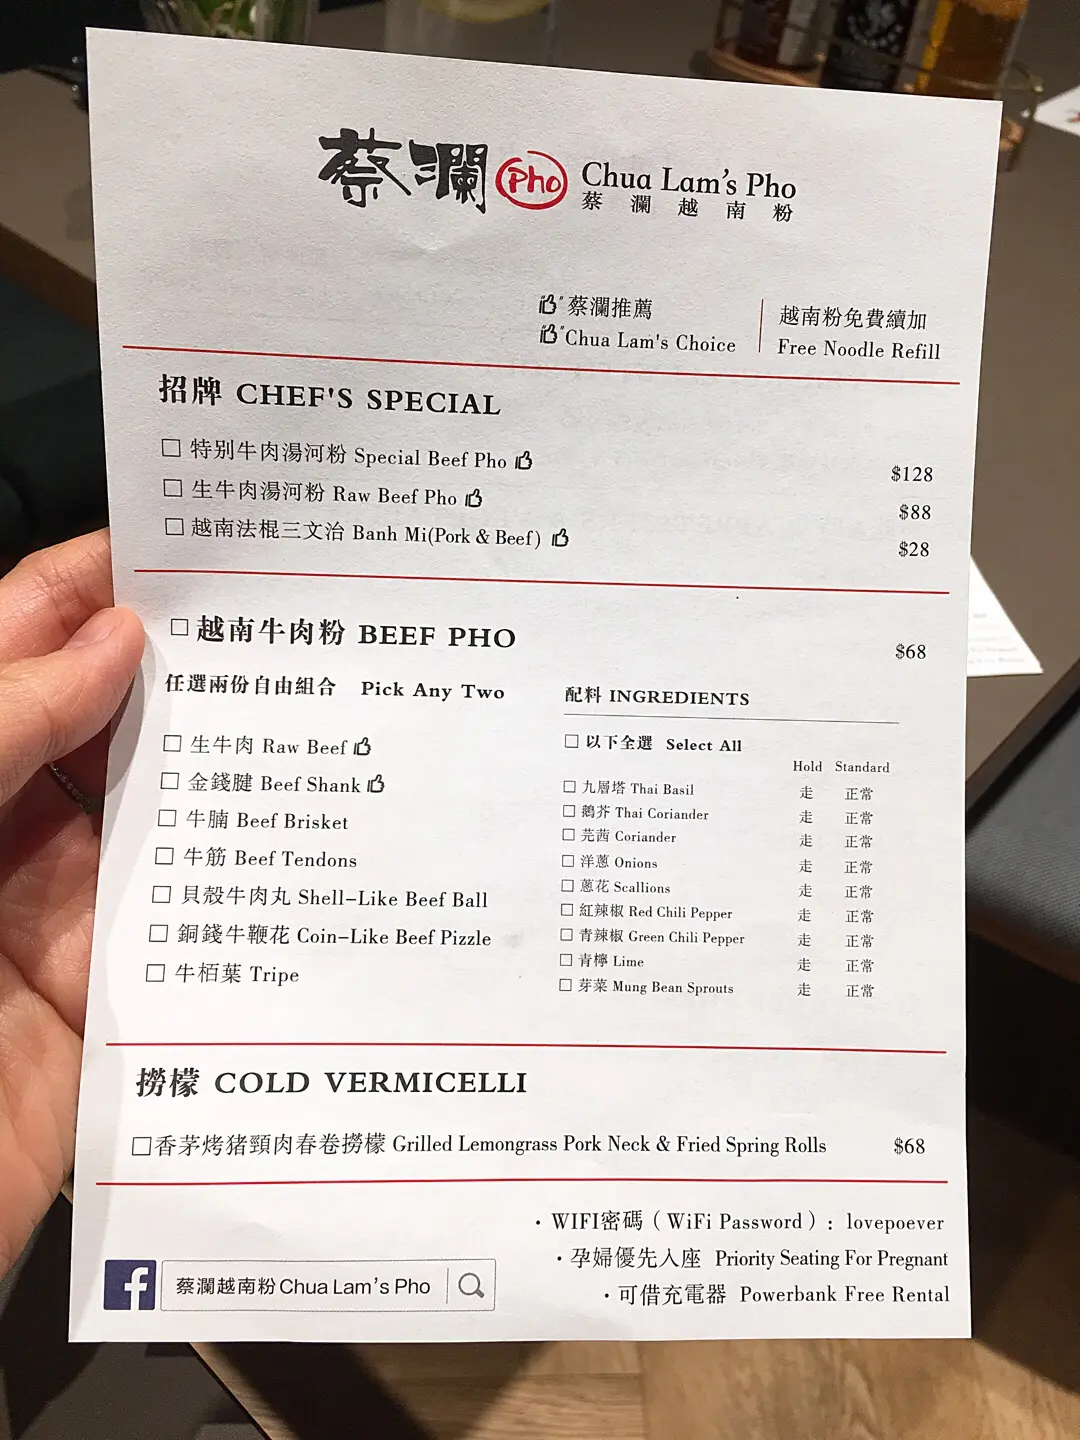 蔡瀾 Pho Chua Lam's Pho
蔡瀾越南粉
蔡瀾推薦
Chua Lam's Choice
越南粉免費續加
Free Noodle Refill
招牌 CHEF'S SPECIAL
特別牛肉湯河粉 Special Beef Pho $128
生牛肉湯河粉 Raw Beef Pho $88
越南法棍三文治 Banh Mi(Pork & Beef) $28
越南牛肉粉 BEEF PHO $68
任選兩份自由組合 Pick Any Two
生牛肉 Raw Beef
金錢腱 Beef Shank
牛腩 Beef Brisket
牛筋 Beef Tendons
貝殼牛肉丸 Shell-Like Beef Ball
銅錢牛鞭花 Coin-Like Beef Pizzle
牛栢葉 Tripe
配料 INGREDIENTS
以下全選 Select All
Hold Standard
九層塔 Thai Basil 走 正常
鵝芥 Thai Coriander 走 正常
芫茜 Coriander 走 正常
洋蔥 Onions 走 正常
蔥花 Scallions 走 正常
紅辣椒 Red Chili Pepper 走 正常
青辣椒 Green Chili Pepper 走 正常
青檸 Lime 走 正常
芽菜 Mung Bean Sprouts 走 正常
撈檬 COLD VERMICELLI
香茅烤猪頸肉春卷撈檬 Grilled Lemongrass Pork Neck & Fried Spring Rolls $68
· WIFI密碼（WiFi Password）: lovepoever
· 孕婦優先入座 Priority Seating For Pregnant
· 可借充電器 Powerbank Free Rental
f 蔡瀾越南粉 Chua Lam's Pho